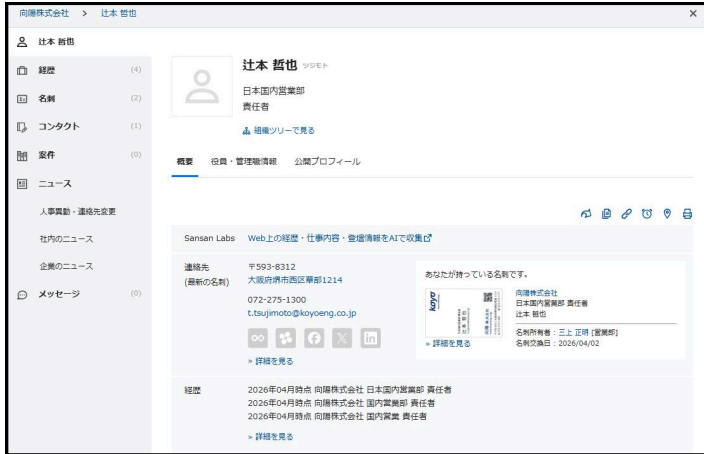 向陽株式会社 > 辻本 哲也
辻本 哲也
経歴 (4)
名刺 (2)
コンタクト (1)
案件 (0)
ニュース
人事異動・連絡先変更
社内のニュース
企業のニュース
メッセージ (0)
辻本 哲也 ツジモト
日本国内営業部
責任者
組織ツリーで見る
概要 役員・管理職情報 公開プロフィール
Sansan Labs Web上の経歴・仕事内容・登壇情報をAIで収集
連絡先
(最新の名刺)
〒593-8312
大阪府堺市西区草部1214
072-275-1300
t.tsujimoto@koyoeng.co.jp
» 詳細を見る
あなたが持っている名刺です。
koyo
» 詳細を見る
向陽株式会社
日本国内営業部 責任者
辻本 哲也
名刺所有者：三上 正明 [営業部]
名刺交換日：2026/04/02
経歴
2026年04月時点 向陽株式会社 日本国内営業部 責任者
2026年04月時点 向陽株式会社 国内営業部 責任者
2026年04月時点 向陽株式会社 国内営業 責任者
» 詳細を見る